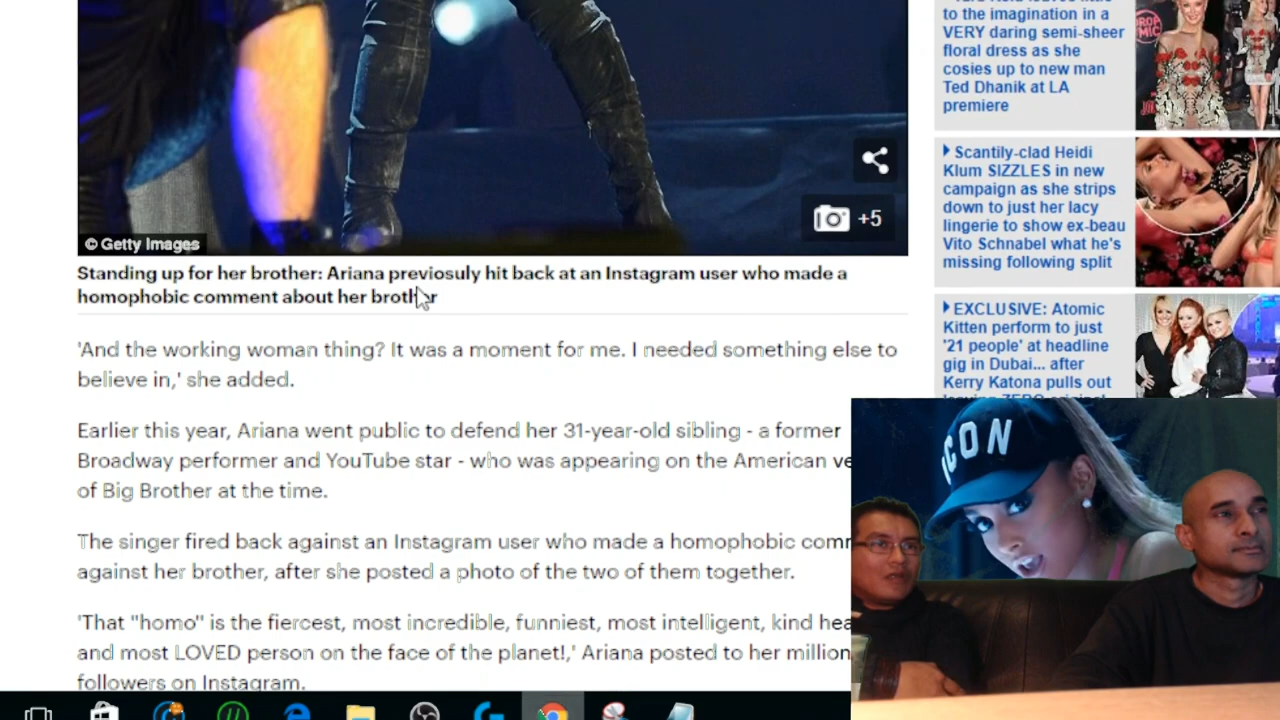 © Getty Images
+5
Standing up for her brother: Ariana previosuly hit back at an Instagram user who made a
homophobic comment about her brother
'And the working woman thing? It was a moment for me. I needed something else to
believe in,' she added.
Earlier this year, Ariana went public to defend her 31-year-old sibling - a former
Broadway performer and YouTube star - who was appearing on the American ve
of Big Brother at the time.
The singer fired back against an Instagram user who made a homophobic comm
against her brother, after she posted a photo of the two of them together.
'That "homo" is the fiercest, most incredible, funniest, most intelligent, kind hea
and most LOVED person on the face of the planet!,' Ariana posted to her million
followers on Instagram.
to the imagination in a
VERY daring semi-sheer
floral dress as she
cosies up to new man
Ted Dhanik at LA
premiere
Scantily-clad Heidi
Klum SIZZLES in new
campaign as she strips
down to just her lacy
lingerie to show ex-beau
Vito Schnabel what he's
missing following split
EXCLUSIVE: Atomic
Kitten perform to just
'21 people' at headline
gig in Dubai... after
Kerry Katona pulls out
ICON